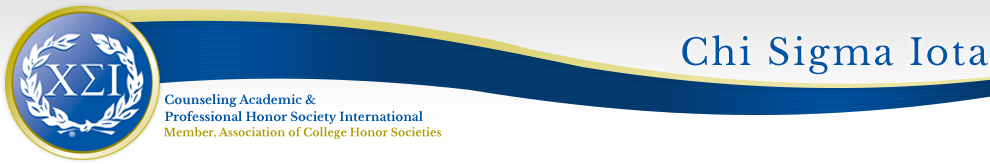 Chi Sigma Iota
ΧΣΙ
®
Counseling Academic &
Professional Honor Society International
Member, Association of College Honor Societies